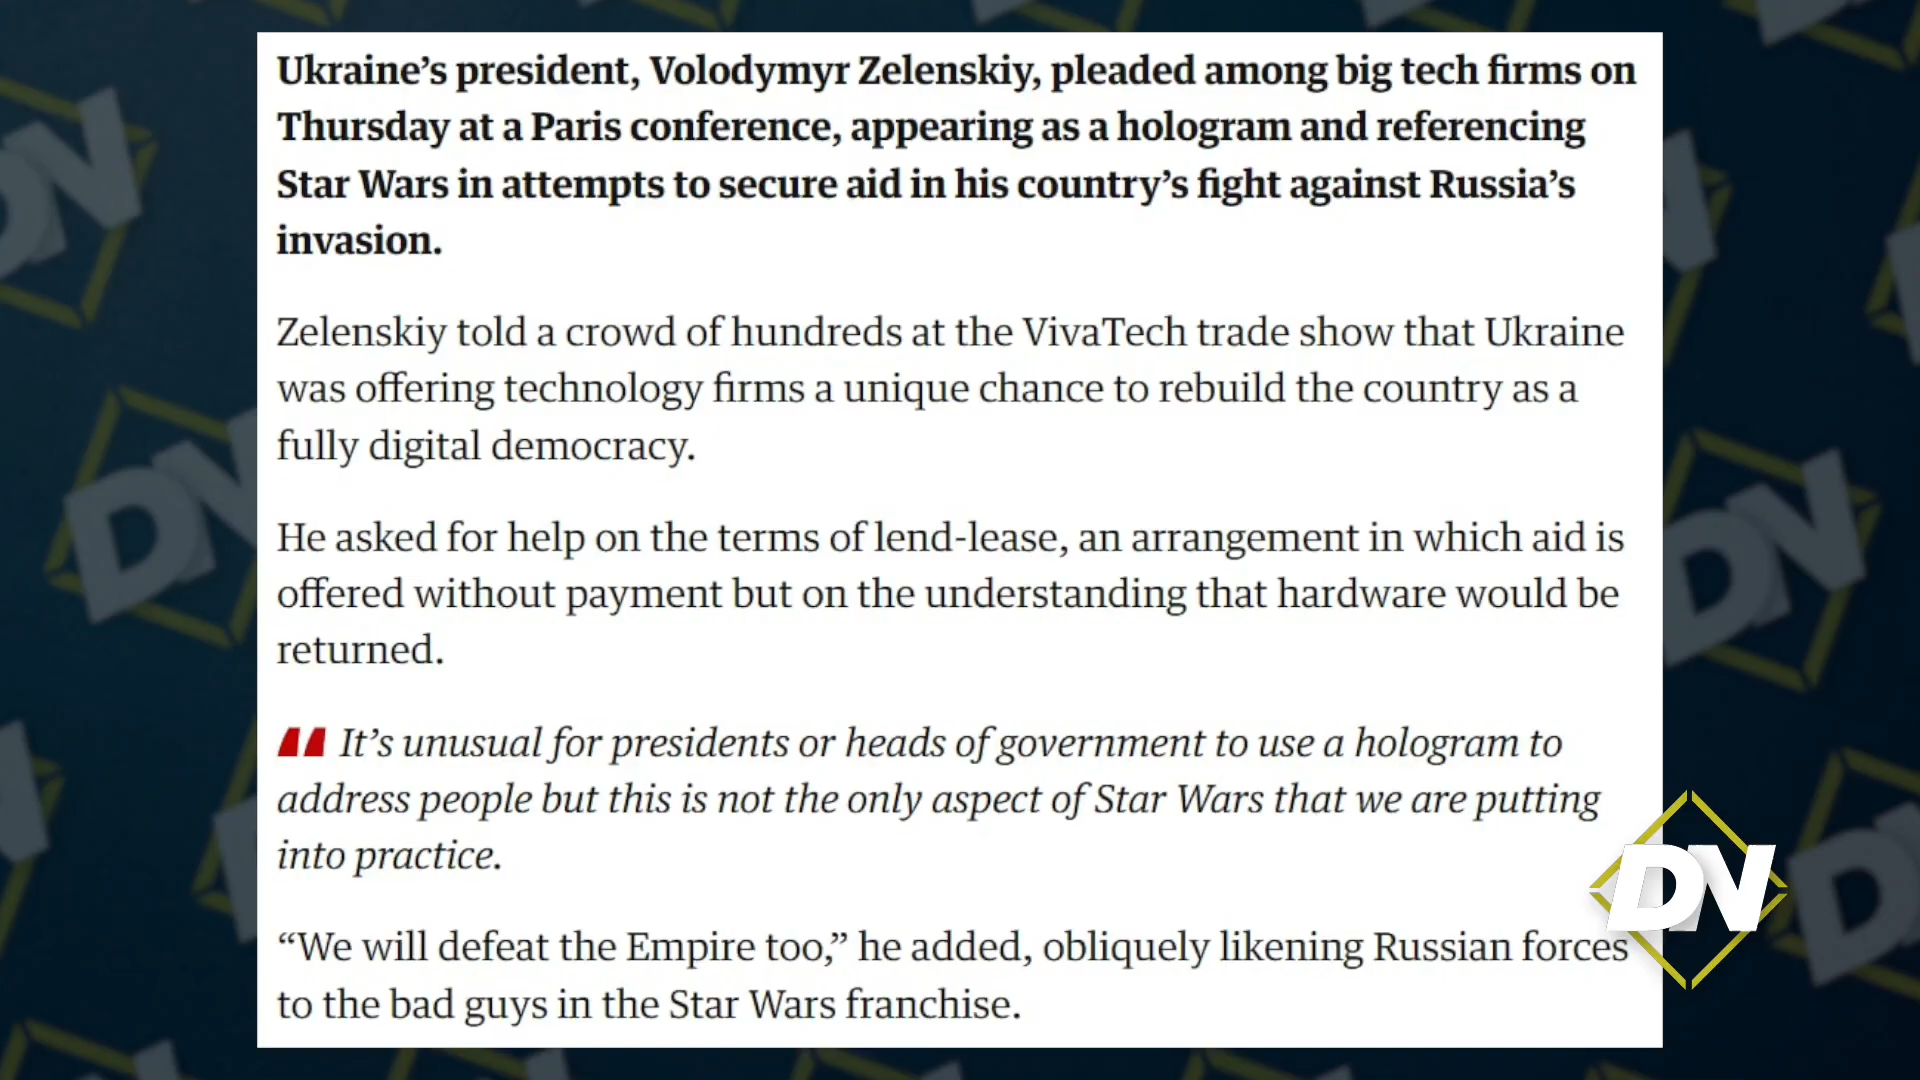 Ukraine’s president, Volodymyr Zelenskiy, pleaded among big tech firms on
Thursday at a Paris conference, appearing as a hologram and referencing
Star Wars in attempts to secure aid in his country’s fight against Russia’s
invasion.
Zelenskiy told a crowd of hundreds at the VivaTech trade show that Ukraine
was offering technology firms a unique chance to rebuild the country as a
fully digital democracy.
He asked for help on the terms of lend-lease, an arrangement in which aid is
offered without payment but on the understanding that hardware would be
returned.
“ It’s unusual for presidents or heads of government to use a hologram to
address people but this is not the only aspect of Star Wars that we are putting
into practice.
“We will defeat the Empire too,” he added, obliquely likening Russian forces
to the bad guys in the Star Wars franchise.
DN